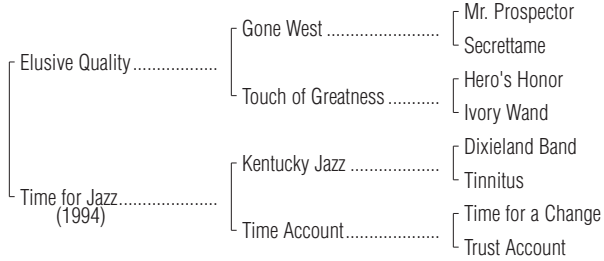 Mr. Prospector
Gone West
Secrettame
Elusive Quality
Hero's Honor
Touch of Greatness
Ivory Wand
Dixieland Band
Kentucky Jazz
Tinnitus
Time for Jazz
(1994)
Time for a Change
Time Account
Trust Account